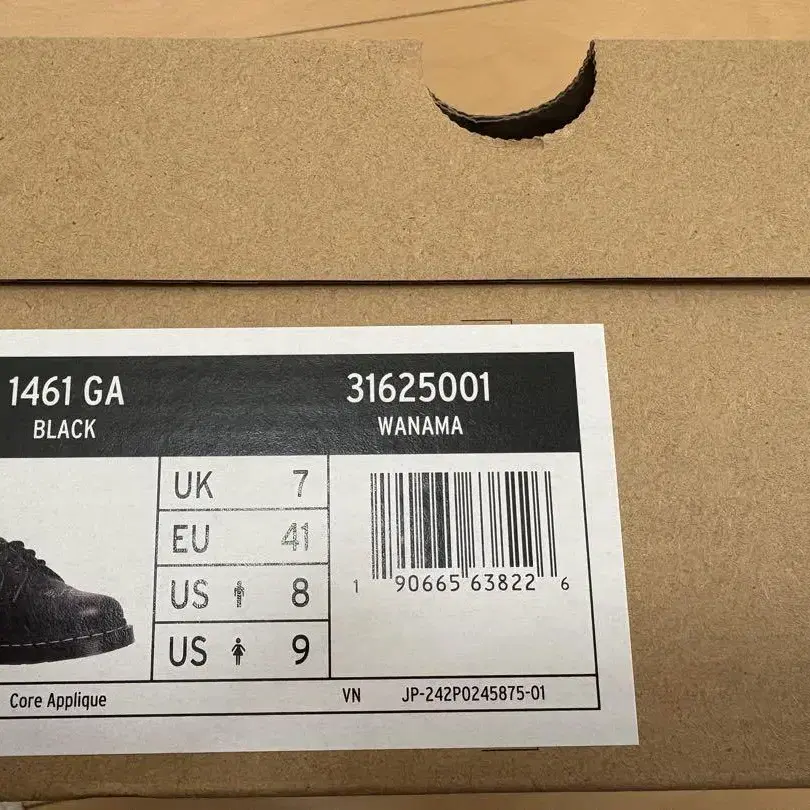 1461 GA
BLACK
31625001
WANAMA
UK 7
EU 41
US 8
US 9
1 90665 63822 6
Core Applique
VN
JP-242P0245875-01